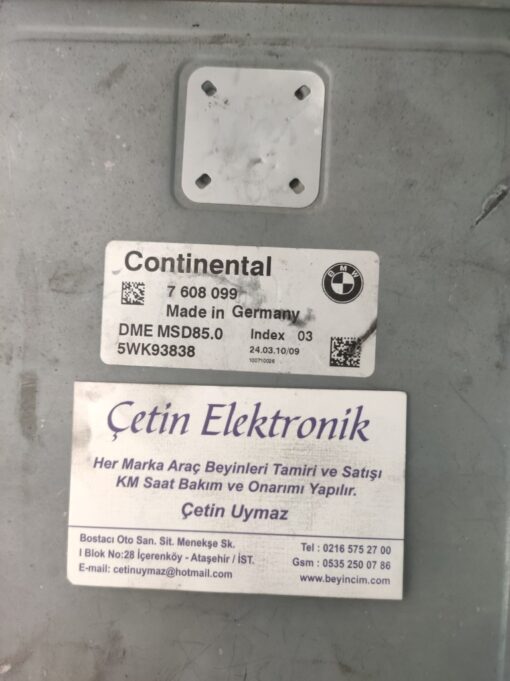 Continental
BMW
7 608 099
Made in Germany
DME MSD85.0 Index 03
5WK93838 24.03.10/09
100710026
Çetin Elektronik
Her Marka Araç Beyinleri Tamiri ve Satışı
KM Saat Bakım ve Onarımı Yapılır.
Çetin Uymaz
Bostacı Oto San. Sit. Menekşe Sk.
I Blok No:28 İçerenköy - Ataşehir / İST.
E-mail: cetinuymaz@hotmail.com
Tel : 0216 575 27 00
Gsm : 0535 250 07 86
www.beyincim.com